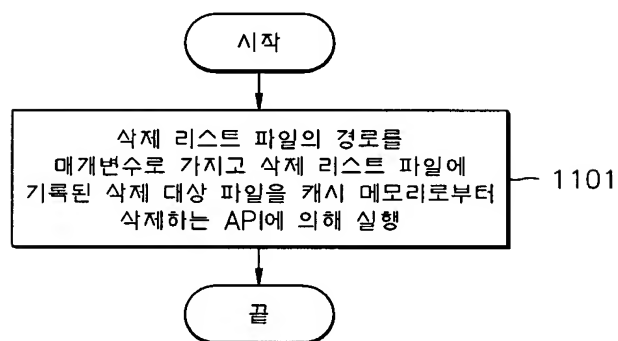 시작
삭제 리스트 파일의 경로를
매개변수로 가지고 삭제 리스트 파일에
기록된 삭제 대상 파일을 캐시 메모리로부터
삭제하는 API에 의해 실행
1101
끝